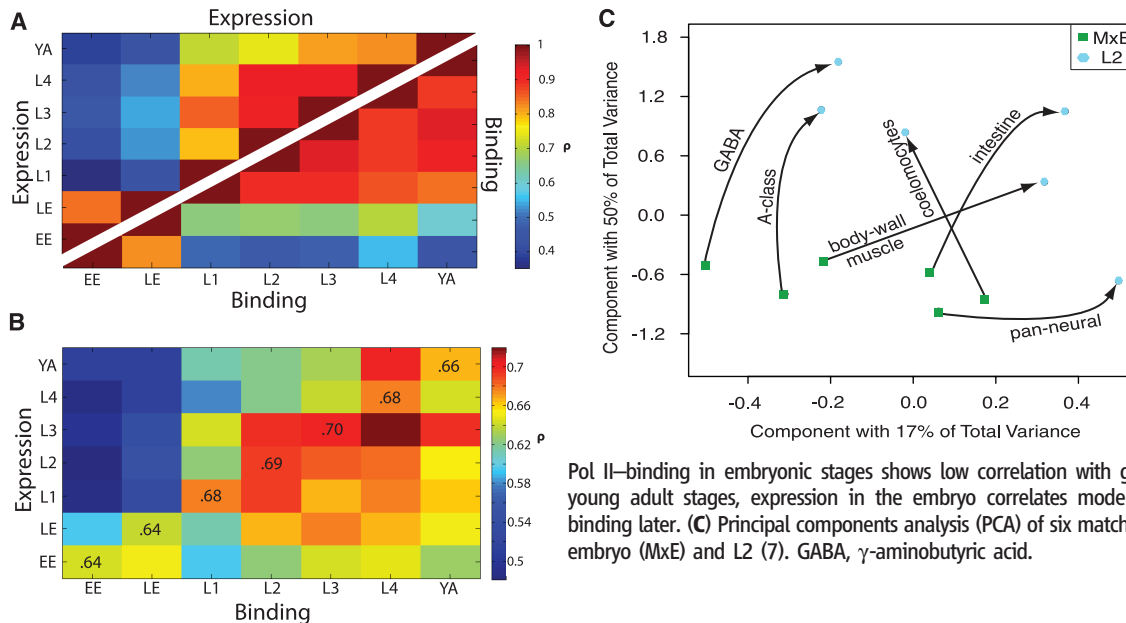 A
Expression
YA
L4
L3
L2
L1
LE
EE
Expression
EE
LE
L1
L2
L3
L4
YA
Binding
Binding
1
0.9
0.8
0.7
0.6
0.5
0.4
ρ
B
YA
L4
L3
L2
L1
LE
EE
Expression
.66
.68
.70
.69
.68
.64
.64
EE
LE
L1
L2
L3
L4
YA
Binding
0.7
0.66
0.62
0.58
0.54
0.5
ρ
C
MxE
L2
Component with 50% of Total Variance
1.8
1.2
0.6
0.0
-0.6
-1.2
GABA
A-class
body-wall
muscle
coelomocytes
intestine
pan-neural
-0.4
-0.2
0.0
0.2
0.4
Component with 17% of Total Variance
Pol II–binding in embryonic stages shows low correlation with g
young adult stages, expression in the embryo correlates mode
binding later. (C) Principal components analysis (PCA) of six match
embryo (MxE) and L2 (7). GABA, γ-aminobutyric acid.